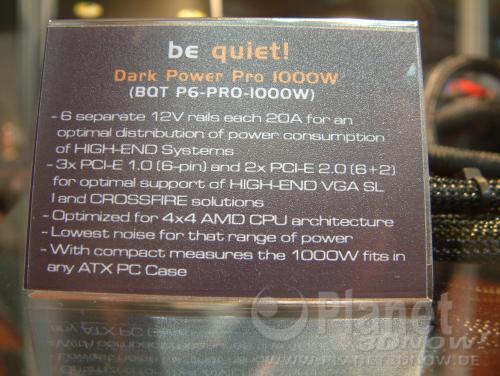 be quiet!
Dark Power Pro 1000W
(BQT P6-PRO-1000W)
- 6 separate 12V rails each 20A for an
optimal distribution of power consumption
of HIGH-END Systems
- 3x PCI-E 1.0 (6-pin) and 2x PCI-E 2.0 (6+2)
for optimal support of HIGH-END VGA SL
I and CROSSFIRE solutions
- Optimized for 4x4 AMD CPU architecture
- Lowest noise for that range of power
- With compact measures the 1000W fits in
any ATX PC Case
Planet
3DNOW!
WWW.PLANET3DNOW.DE